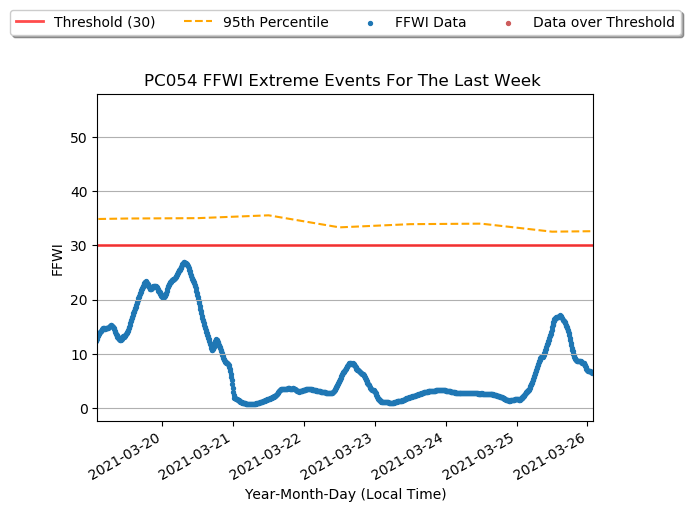 Threshold (30) 95th Percentile FFWI Data Data over Threshold
PC054 FFWI Extreme Events For The Last Week
50
40
30
20
10
0
FFWI
2021-03-20 2021-03-21 2021-03-22 2021-03-23 2021-03-24 2021-03-25 2021-03-26
Year-Month-Day (Local Time)